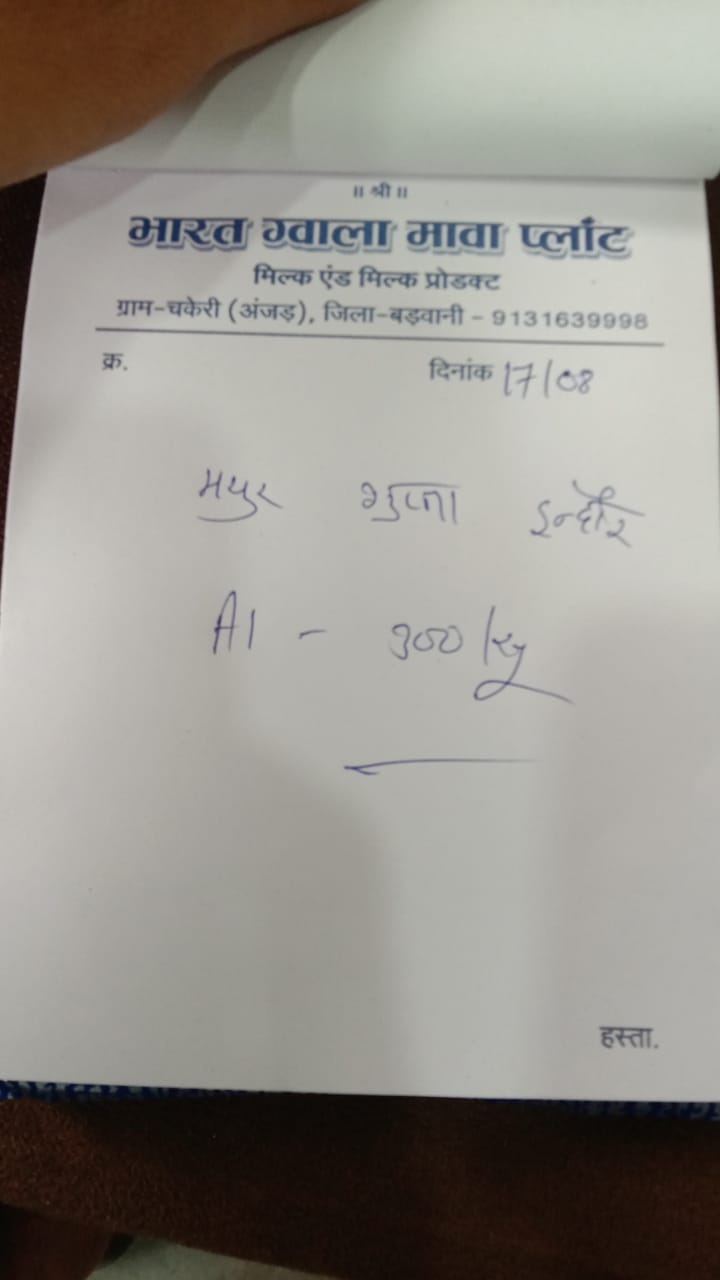 ॥ श्री ॥
भारत ग्वाला मावा प्लांट
मिल्क एंड मिल्क प्रोडक्ट
ग्राम-चकेरी (अंजड़), जिला-बड़वानी - 9131639998
क्र. दिनांक 17/08
मयुर इन्दौर
A1 - 300 kg
हस्ता.